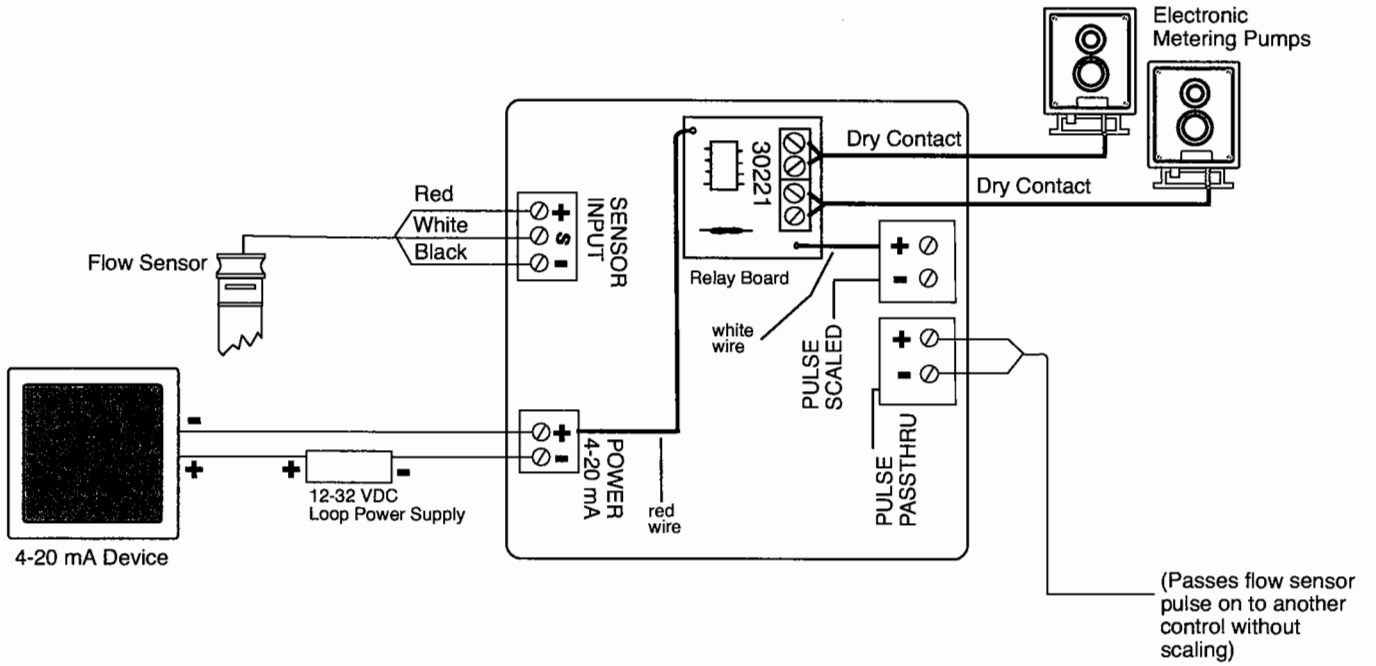 Electronic
Metering Pumps
Dry Contact
Dry Contact
30221
Relay Board
Red
White
Black
+
S
-
SENSOR
INPUT
Flow Sensor
white
wire
+
-
PULSE
SCALED
+
-
PULSE
PASSTHRU
-
+
+
-
12-32 VDC
Loop Power Supply
+
-
POWER
4-20 mA
red
wire
4-20 mA Device
(Passes flow sensor
pulse on to another
control without
scaling)